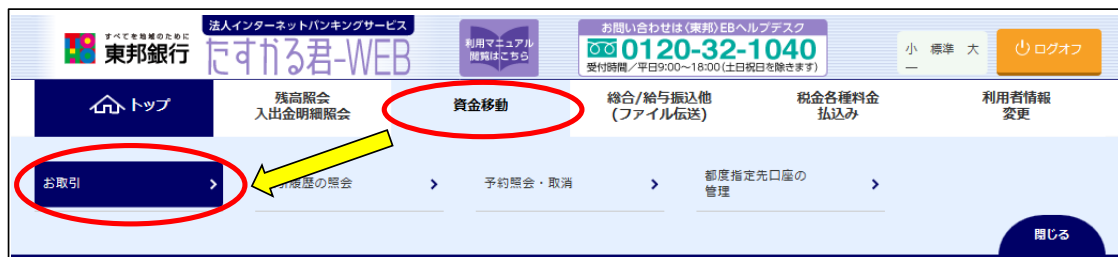 すべてを地域のために
東邦銀行
法人インターネットバンキングサービス
たすかる君-WEB
利用マニュアル
閲覧はこちら
お問い合わせは〈東邦〉EBヘルプデスク
0120-32-1040
受付時間/平日9:00～18:00(土日祝日を除きます)
小 標準 大
ログオフ
トップ
残高照会
入出金明細照会
資金移動
総合/給与振込他
(ファイル伝送)
税金各種料金
払込み
利用者情報
変更
お取引
履歴の照会
予約照会・取消
都度指定先口座の
管理
閉じる